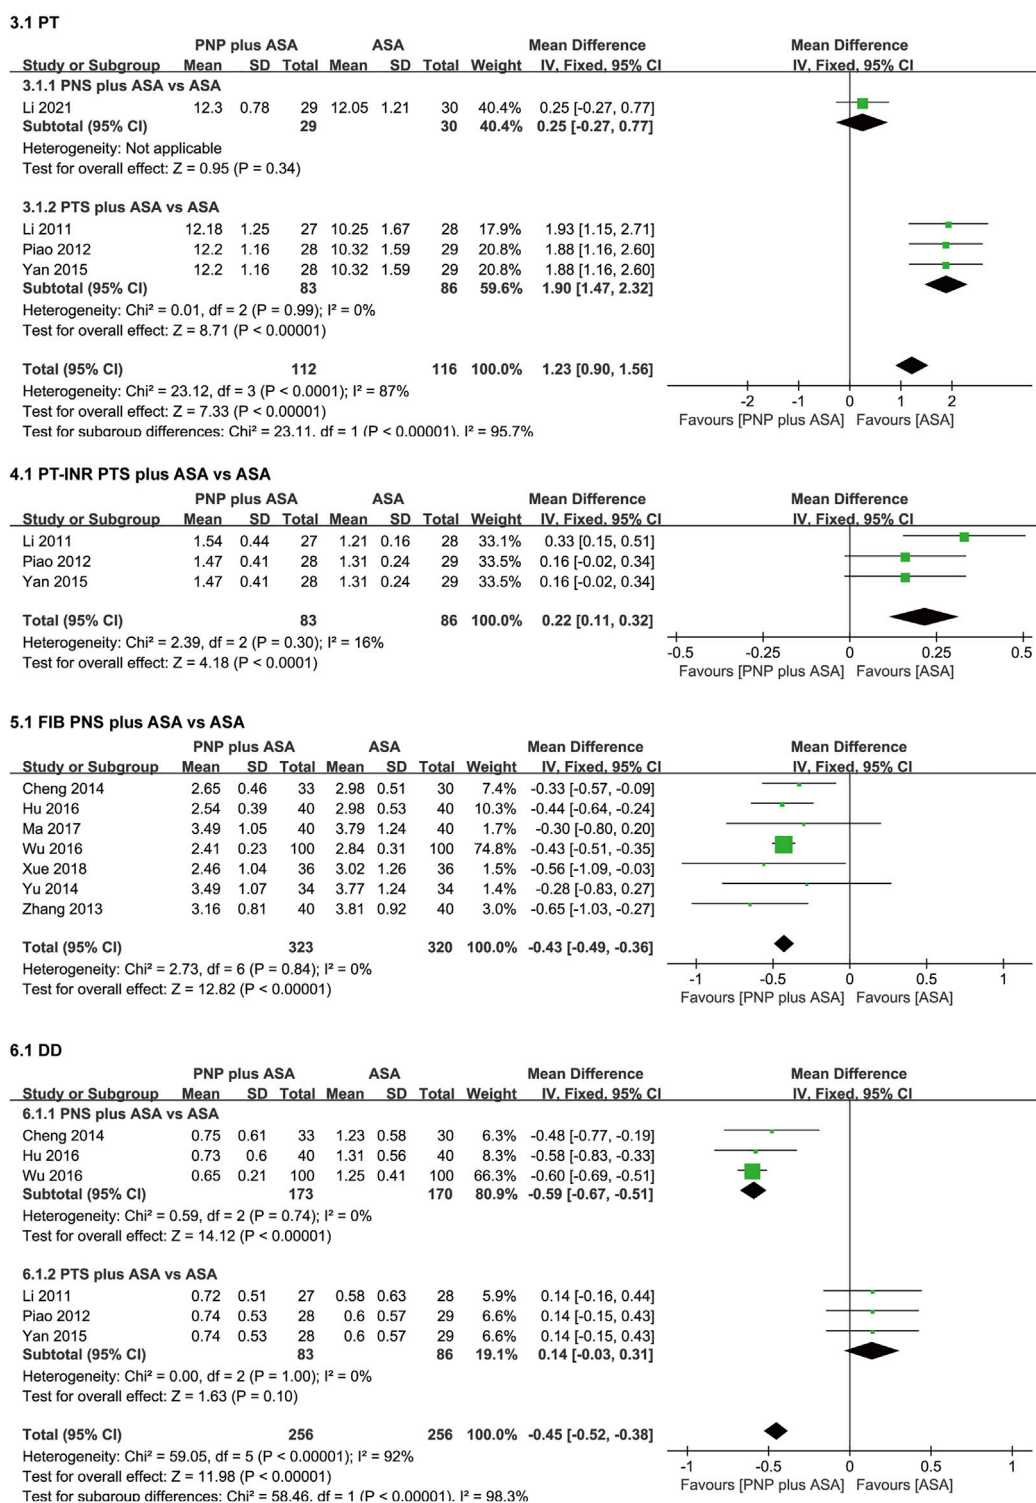 3.1 PT
PNP plus ASA ASA Mean Difference Mean Difference
Study or Subgroup Mean SD Total Mean SD Total Weight IV, Fixed, 95% CI IV, Fixed, 95% CI
3.1.1 PNS plus ASA vs ASA
Li 2021 12.3 0.78 29 12.05 1.21 30 40.4% 0.25 [-0.27, 0.77]
Subtotal (95% CI) 29 30 40.4% 0.25 [-0.27, 0.77]
Heterogeneity: Not applicable
Test for overall effect: Z = 0.95 (P = 0.34)
3.1.2 PTS plus ASA vs ASA
Li 2011 12.18 1.25 27 10.25 1.67 28 17.9% 1.93 [1.15, 2.71]
Piao 2012 12.2 1.16 28 10.32 1.59 29 20.8% 1.88 [1.16, 2.60]
Yan 2015 12.2 1.16 28 10.32 1.59 29 20.8% 1.88 [1.16, 2.60]
Subtotal (95% CI) 83 86 59.6% 1.90 [1.47, 2.32]
Heterogeneity: Chi² = 0.01, df = 2 (P = 0.99); I² = 0%
Test for overall effect: Z = 8.71 (P < 0.00001)
Total (95% CI) 112 116 100.0% 1.23 [0.90, 1.56]
Heterogeneity: Chi² = 23.12, df = 3 (P < 0.0001); I² = 87%
Test for overall effect: Z = 7.33 (P < 0.00001)
Test for subgroup differences: Chi² = 23.11, df = 1 (P < 0.00001), I² = 95.7%
-2 -1 0 1 2
Favours [PNP plus ASA] Favours [ASA]
4.1 PT-INR PTS plus ASA vs ASA
PNP plus ASA ASA Mean Difference Mean Difference
Study or Subgroup Mean SD Total Mean SD Total Weight IV, Fixed, 95% CI IV, Fixed, 95% CI
Li 2011 1.54 0.44 27 1.21 0.16 28 33.1% 0.33 [0.15, 0.51]
Piao 2012 1.47 0.41 28 1.31 0.24 29 33.5% 0.16 [-0.02, 0.34]
Yan 2015 1.47 0.41 28 1.31 0.24 29 33.5% 0.16 [-0.02, 0.34]
Total (95% CI) 83 86 100.0% 0.22 [0.11, 0.32]
Heterogeneity: Chi² = 2.39, df = 2 (P = 0.30); I² = 16%
Test for overall effect: Z = 4.18 (P < 0.0001)
-0.5 -0.25 0 0.25 0.5
Favours [PNP plus ASA] Favours [ASA]
5.1 FIB PNS plus ASA vs ASA
PNP plus ASA ASA Mean Difference Mean Difference
Study or Subgroup Mean SD Total Mean SD Total Weight IV, Fixed, 95% CI IV, Fixed, 95% CI
Cheng 2014 2.65 0.46 33 2.98 0.51 30 7.4% -0.33 [-0.57, -0.09]
Hu 2016 2.54 0.39 40 2.98 0.53 40 10.3% -0.44 [-0.64, -0.24]
Ma 2017 3.49 1.05 40 3.79 1.24 40 1.7% -0.30 [-0.80, 0.20]
Wu 2016 2.41 0.23 100 2.84 0.31 100 74.8% -0.43 [-0.51, -0.35]
Xue 2018 2.46 1.04 36 3.02 1.26 36 1.5% -0.56 [-1.09, -0.03]
Yu 2014 3.49 1.07 34 3.77 1.24 34 1.4% -0.28 [-0.83, 0.27]
Zhang 2013 3.16 0.81 40 3.81 0.92 40 3.0% -0.65 [-1.03, -0.27]
Total (95% CI) 323 320 100.0% -0.43 [-0.49, -0.36]
Heterogeneity: Chi² = 2.73, df = 6 (P = 0.84); I² = 0%
Test for overall effect: Z = 12.82 (P < 0.00001)
-1 -0.5 0 0.5 1
Favours [PNP plus ASA] Favours [ASA]
6.1 DD
PNP plus ASA ASA Mean Difference Mean Difference
Study or Subgroup Mean SD Total Mean SD Total Weight IV, Fixed, 95% CI IV, Fixed, 95% CI
6.1.1 PNS plus ASA vs ASA
Cheng 2014 0.75 0.61 33 1.23 0.58 30 6.3% -0.48 [-0.77, -0.19]
Hu 2016 0.73 0.6 40 1.31 0.56 40 8.3% -0.58 [-0.83, -0.33]
Wu 2016 0.65 0.21 100 1.25 0.41 100 66.3% -0.60 [-0.69, -0.51]
Subtotal (95% CI) 173 170 80.9% -0.59 [-0.67, -0.51]
Heterogeneity: Chi² = 0.59, df = 2 (P = 0.74); I² = 0%
Test for overall effect: Z = 14.12 (P < 0.00001)
6.1.2 PTS plus ASA vs ASA
Li 2011 0.72 0.51 27 0.58 0.63 28 5.9% 0.14 [-0.16, 0.44]
Piao 2012 0.74 0.53 28 0.6 0.57 29 6.6% 0.14 [-0.15, 0.43]
Yan 2015 0.74 0.53 28 0.6 0.57 29 6.6% 0.14 [-0.15, 0.43]
Subtotal (95% CI) 83 86 19.1% 0.14 [-0.03, 0.31]
Heterogeneity: Chi² = 0.00, df = 2 (P = 1.00); I² = 0%
Test for overall effect: Z = 1.63 (P = 0.10)
Total (95% CI) 256 256 100.0% -0.45 [-0.52, -0.38]
Heterogeneity: Chi² = 59.05, df = 5 (P < 0.00001); I² = 92%
Test for overall effect: Z = 11.98 (P < 0.00001)
Test for subgroup differences: Chi² = 58.46, df = 1 (P < 0.00001), I² = 98.3%
-1 -0.5 0 0.5 1
Favours [PNP plus ASA] Favours [ASA]